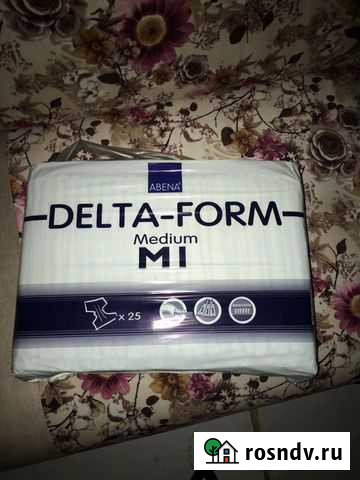 ABENA®
DELTA-FORM
Medium
M1
x 25
rosndv.ru